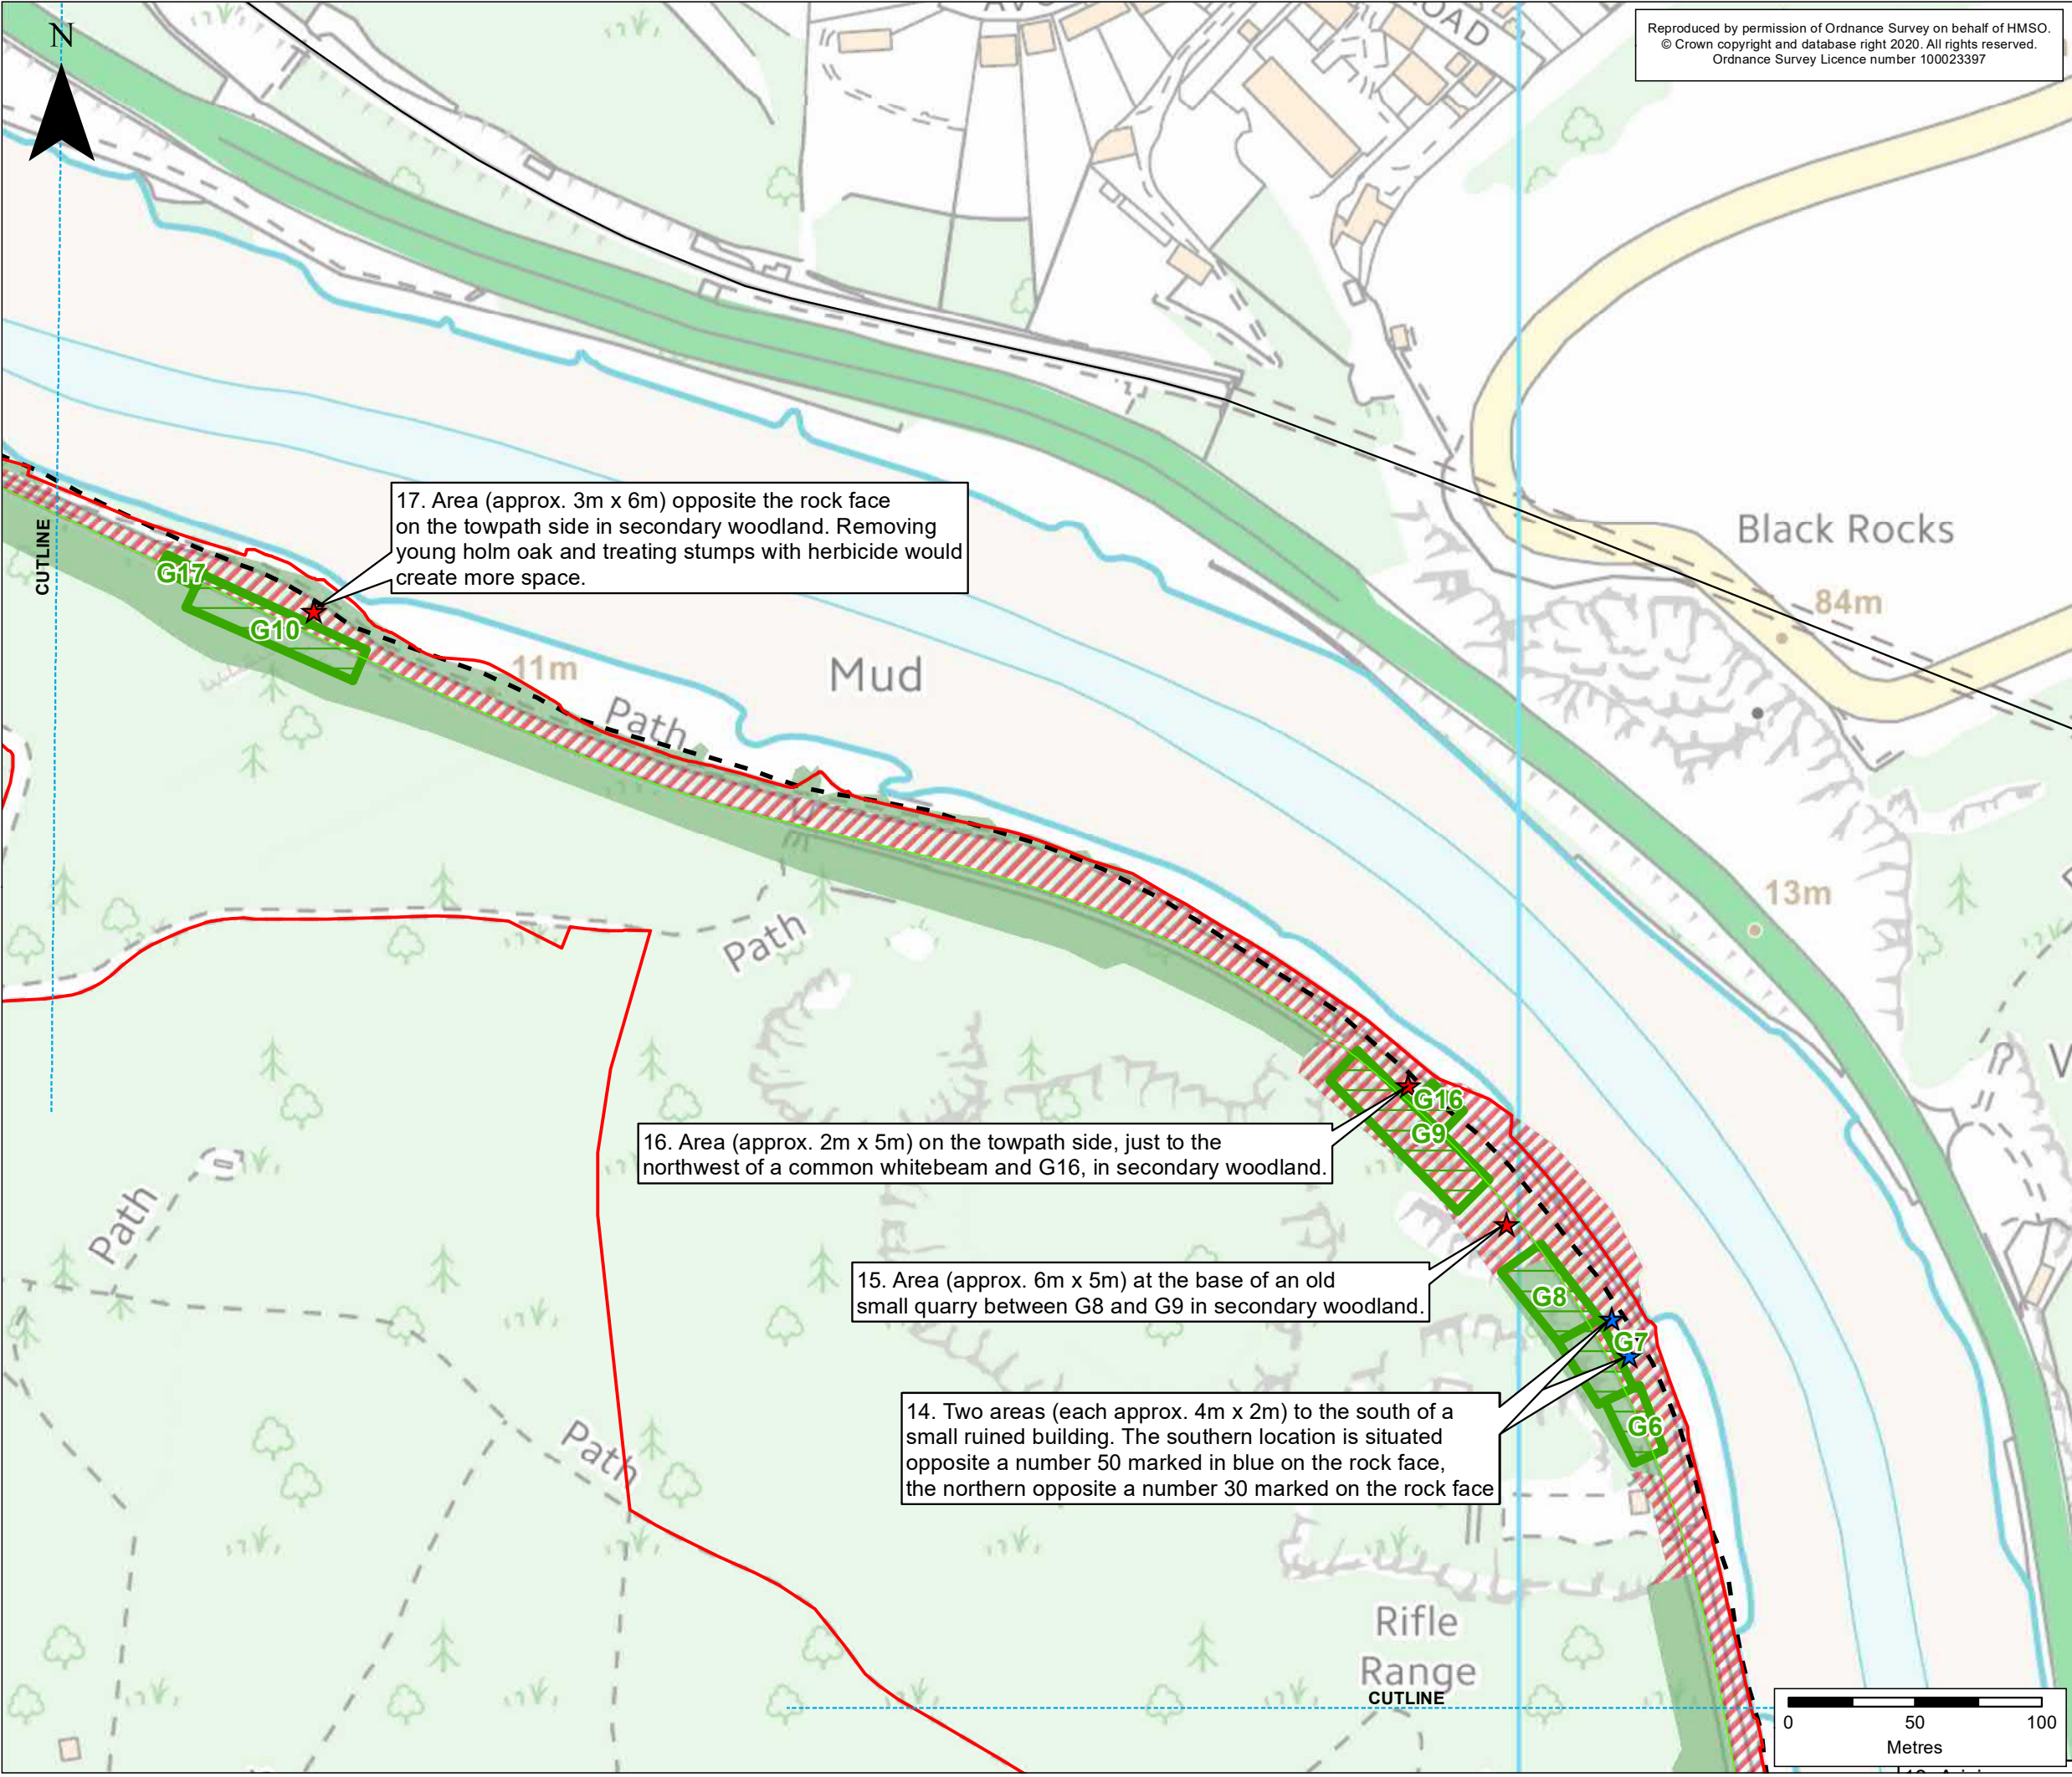 N
AVO
ROAD
Reproduced by permission of Ordnance Survey on behalf of HMSO.
© Crown copyright and database right 2020. All rights reserved.
Ordnance Survey Licence number 100023397
17. Area (approx. 3m x 6m) opposite the rock face
on the towpath side in secondary woodland. Removing
young holm oak and treating stumps with herbicide would
create more space.
Black Rocks
CUTLINE
G17
84m
G10
11m
Mud
Path
13m
Path
G16
G9
16. Area (approx. 2m x 5m) on the towpath side, just to the
northwest of a common whitebeam and G16, in secondary woodland.
Path
15. Area (approx. 6m x 5m) at the base of an old
small quarry between G8 and G9 in secondary woodland.
G8
G7
14. Two areas (each approx. 4m x 2m) to the south of a
small ruined building. The southern location is situated
opposite a number 50 marked in blue on the rock face,
the northern opposite a number 30 marked on the rock face
G6
Path
Rifle
Range
CUTLINE
0 50 100
Metres